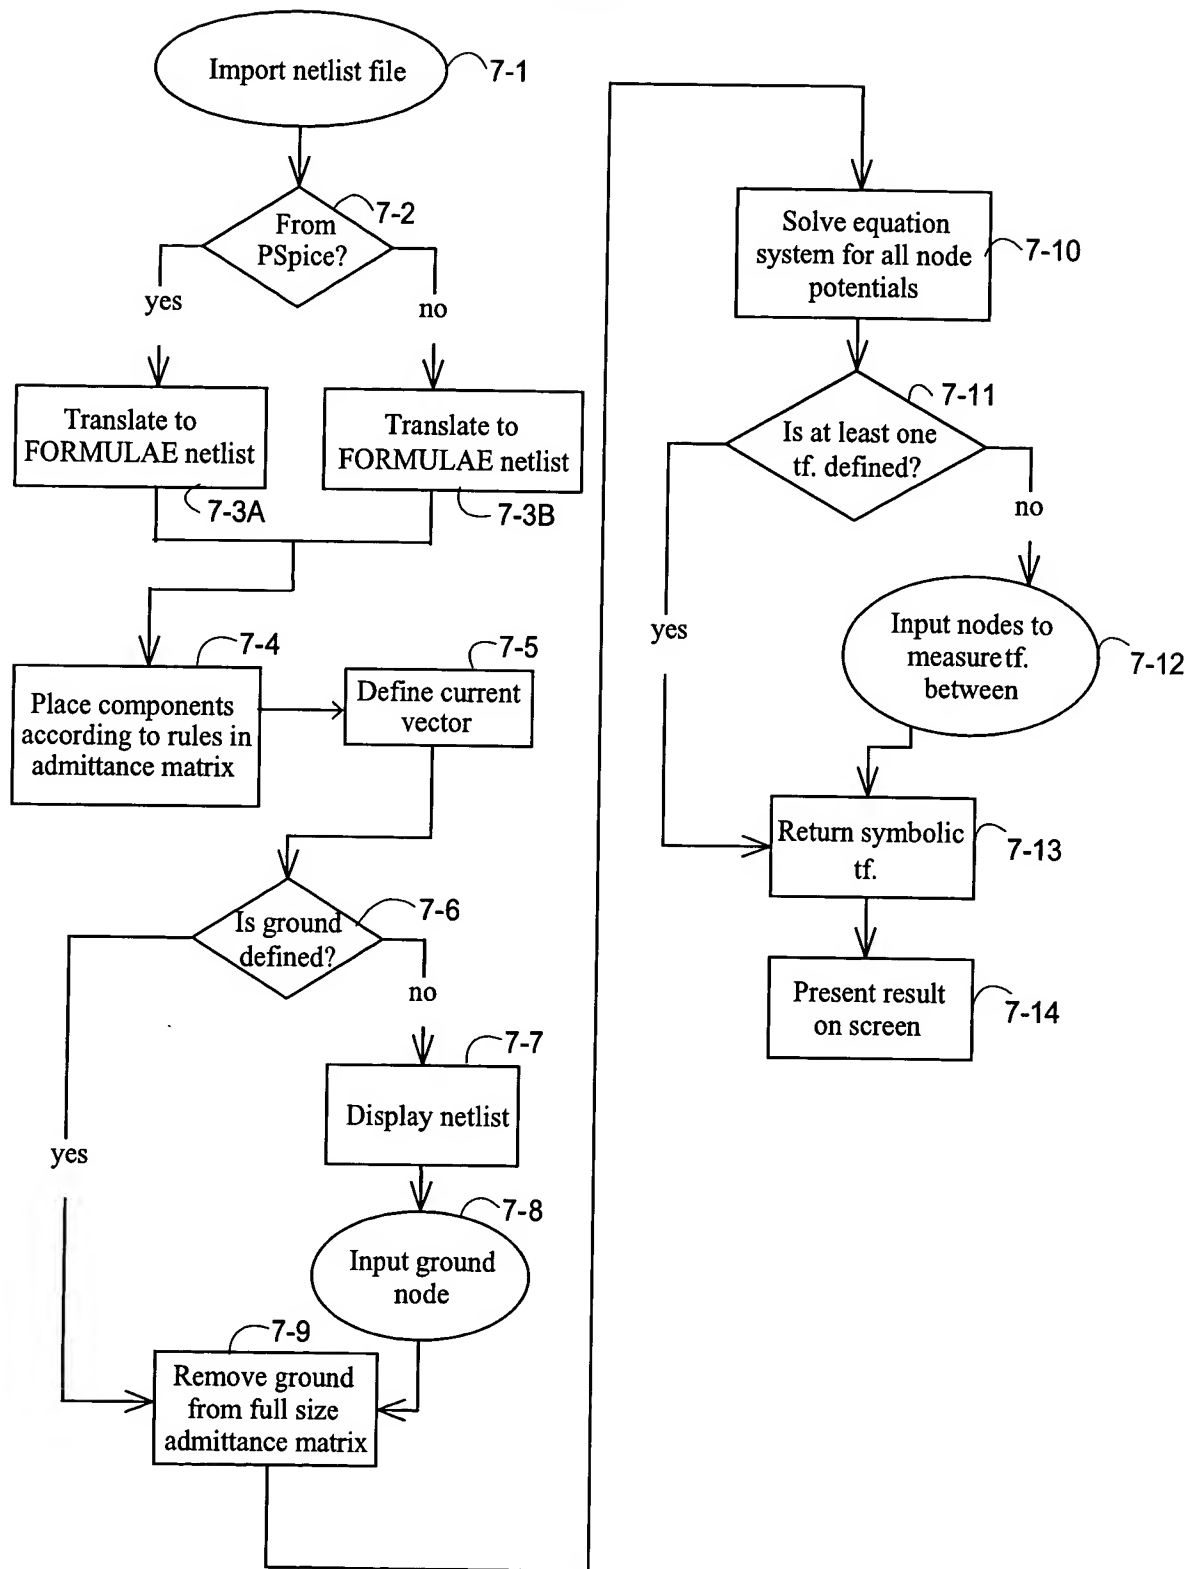 Import netlist file
7-1
From
PSpice?
7-2
yes
no
Translate to
FORMULAE netlist
7-3A
Translate to
FORMULAE netlist
7-3B
Place components
according to rules in
admittance matrix
7-4
Define current
vector
7-5
Is ground
defined?
7-6
yes
no
Display netlist
7-7
Input ground
node
7-8
Remove ground
from full size
admittance matrix
7-9
Solve equation
system for all node
potentials
7-10
Is at least one
tf. defined?
7-11
yes
no
Input nodes to
measure tf.
between
7-12
Return symbolic
tf.
7-13
Present result
on screen
7-14